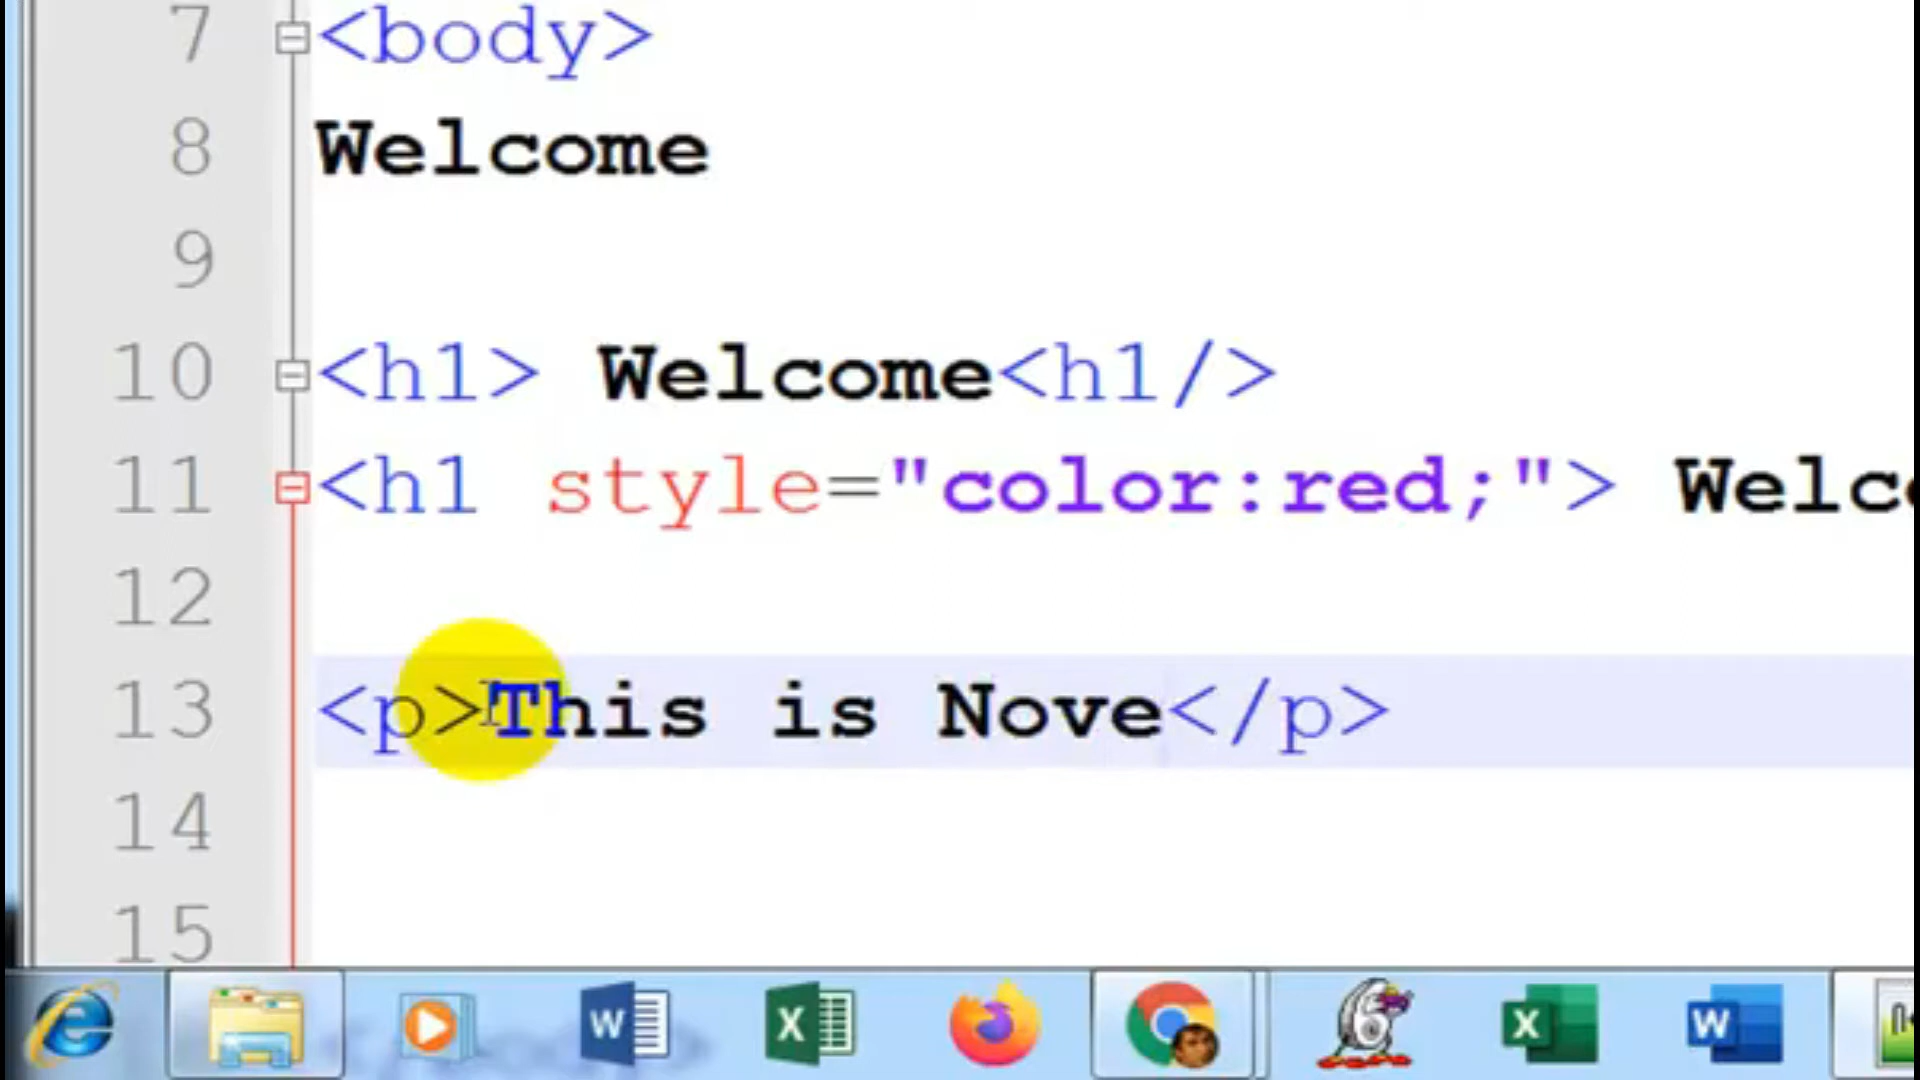 7 <body>
8 Welcome
9
10 <h1> Welcome<h1/>
11 <h1 style="color:red;"> Welc
12
13 <p>This is Nove</p>
14
15